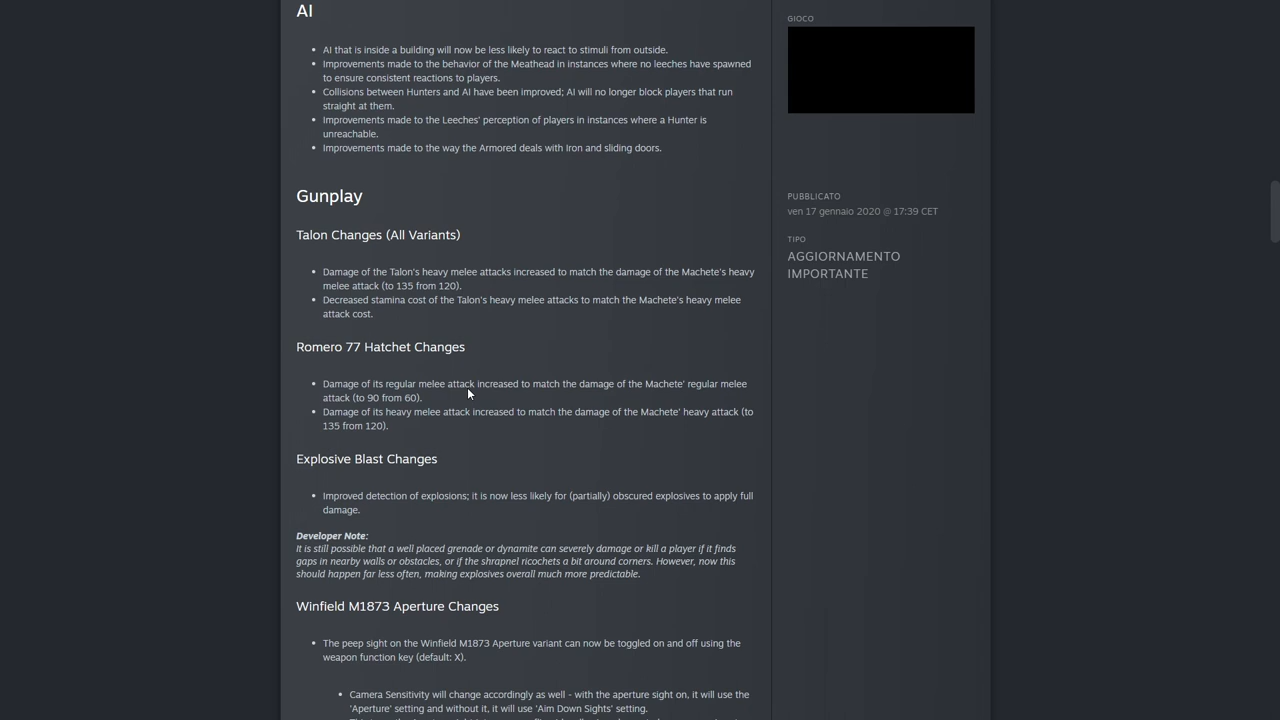 AI
AI that is inside a building will now be less likely to react to stimuli from outside.
Improvements made to the behavior of the Meathead in instances where no leeches have spawned
to ensure consistent reactions to players.
Collisions between Hunters and AI have been improved; AI will no longer block players that run
straight at them.
Improvements made to the Leeches' perception of players in instances where a Hunter is
unreachable.
Improvements made to the way the Armored deals with Iron and sliding doors.
Gunplay
Talon Changes (All Variants)
Damage of the Talon's heavy melee attacks increased to match the damage of the Machete's heavy
melee attack (to 135 from 120).
Decreased stamina cost of the Talon's heavy melee attacks to match the Machete's heavy melee
attack cost.
Romero 77 Hatchet Changes
Damage of its regular melee attack increased to match the damage of the Machete' regular melee
attack (to 90 from 60).
Damage of its heavy melee attack increased to match the damage of the Machete' heavy attack (to
135 from 120).
Explosive Blast Changes
Improved detection of explosions; it is now less likely for (partially) obscured explosives to apply full
damage.
Developer Note:
It is still possible that a well placed grenade or dynamite can severely damage or kill a player if it finds
gaps in nearby walls or obstacles, or if the shrapnel ricochets a bit around corners. However, now this
should happen far less often, making explosives overall much more predictable.
Winfield M1873 Aperture Changes
The peep sight on the Winfield M1873 Aperture variant can now be toggled on and off using the
weapon function key (default: X).
Camera Sensitivity will change accordingly as well - with the aperture sight on, it will use the
'Aperture' setting and without it, it will use 'Aim Down Sights' setting.
GIOCO
PUBBLICATO
ven 17 gennaio 2020 @ 17:39 CET
TIPO
AGGIORNAMENTO
IMPORTANTE